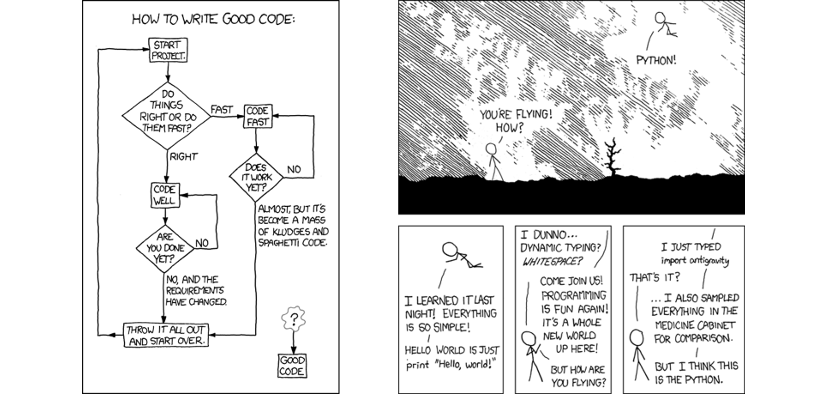 HOW TO WRITE GOOD CODE:
START
PROJECT.
DO
THINGS
RIGHT OR DO
THEM FAST?
FAST
CODE
FAST
RIGHT
DOES
IT WORK
YET?
NO
CODE
WELL
ALMOST, BUT IT'S
BECOME A MASS
OF KLUDGES AND
SPAGHETTI CODE.
ARE
YOU DONE
YET?
NO
NO, AND THE
REQUIREMENTS
HAVE CHANGED.
THROW IT ALL OUT
AND START OVER.
?
GOOD
CODE
PYTHON!
YOU'RE FLYING!
HOW?
I LEARNED IT LAST
NIGHT! EVERYTHING
IS SO SIMPLE!
HELLO WORLD IS JUST
print "Hello, world!"
I DUNNO...
DYNAMIC TYPING?
WHITESPACE?
COME JOIN US!
PROGRAMMING
IS FUN AGAIN!
IT'S A WHOLE
NEW WORLD
UP HERE!
BUT HOW ARE
YOU FLYING?
I JUST TYPED
import antigravity
THAT'S IT?
... I ALSO SAMPLED
EVERYTHING IN THE
MEDICINE CABINET
FOR COMPARISON.
BUT I THINK THIS
IS THE PYTHON.